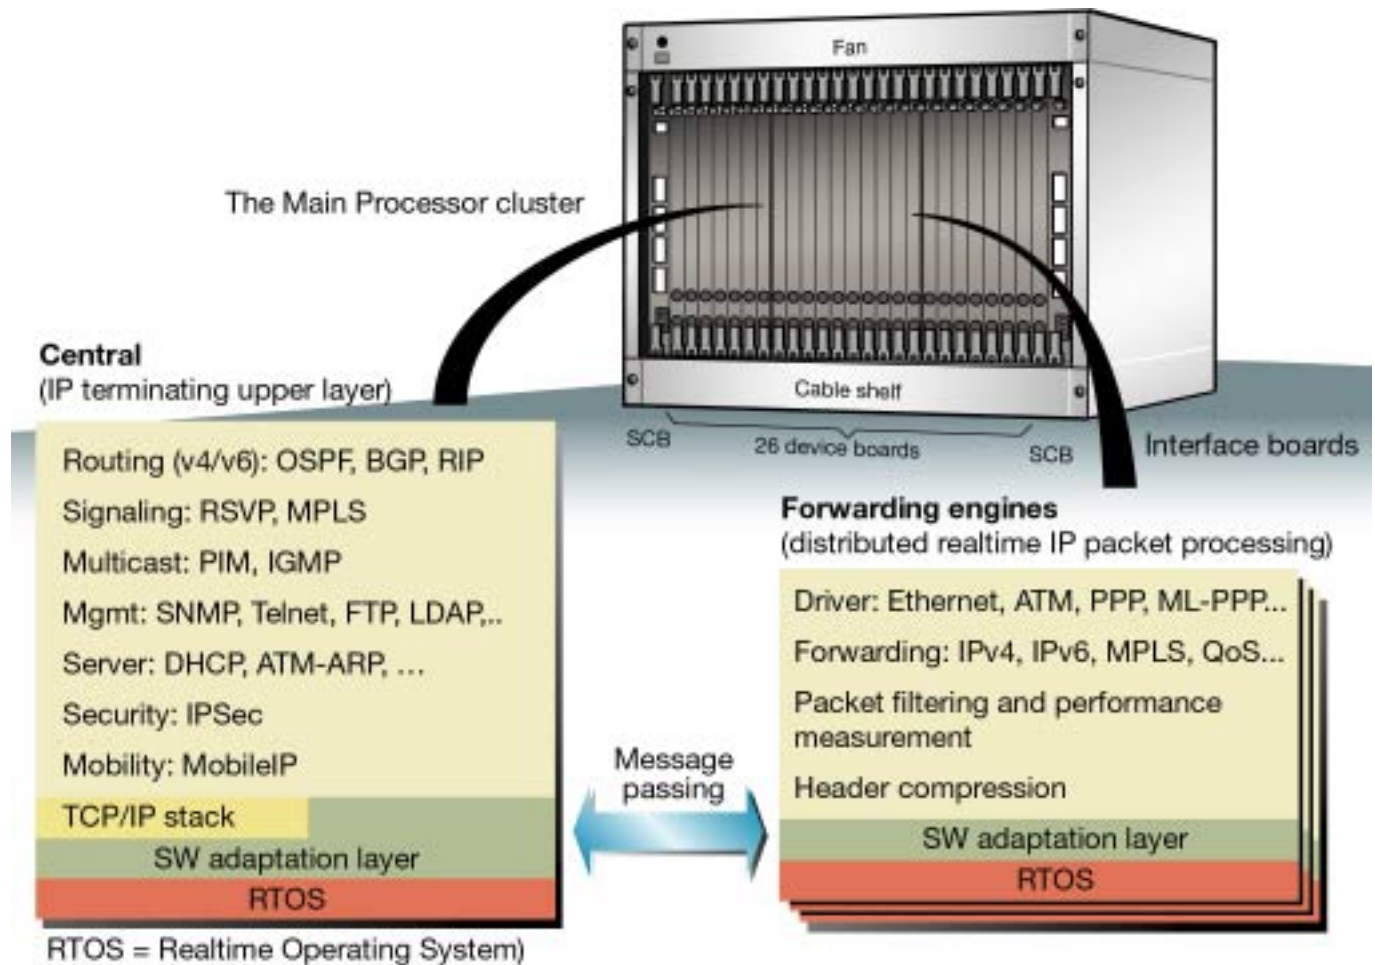 Fan
The Main Processor cluster
Central
(IP terminating upper layer)
Cable shelf
SCB
26 device boards
SCB
Interface boards
Routing (v4/v6): OSPF, BGP, RIP
Signaling: RSVP, MPLS
Multicast: PIM, IGMP
Mgmt: SNMP, Telnet, FTP, LDAP,..
Server: DHCP, ATM-ARP, ...
Security: IPSec
Mobility: MobileIP
TCP/IP stack
SW adaptation layer
RTOS
RTOS = Realtime Operating System)
Message
passing
Forwarding engines
(distributed realtime IP packet processing)
Driver: Ethernet, ATM, PPP, ML-PPP...
Forwarding: IPv4, IPv6, MPLS, QoS...
Packet filtering and performance
measurement
Header compression
SW adaptation layer
RTOS